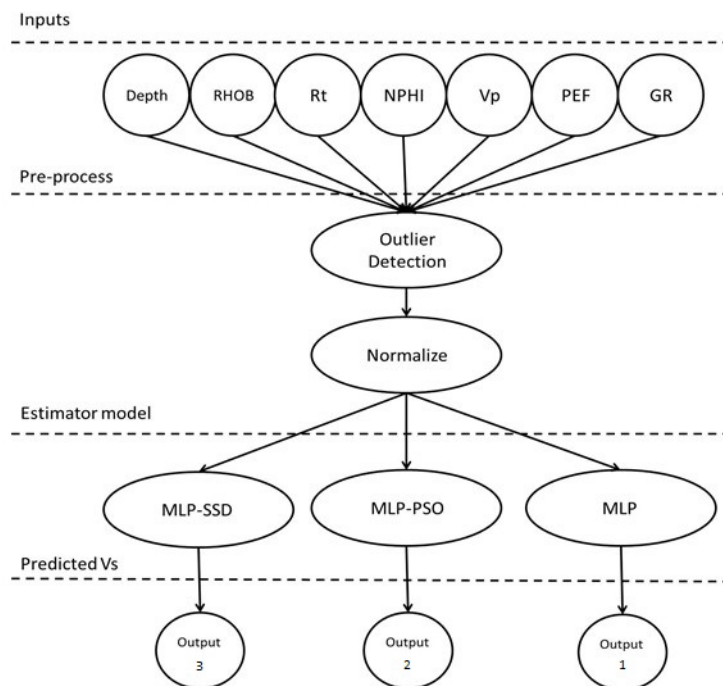 Inputs
Depth RHOB Rt NPHI Vp PEF GR
Pre-process
Outlier
Detection
Normalize
Estimator model
MLP-SSD MLP-PSO MLP
Predicted Vs
Output Output Output
3 2 1